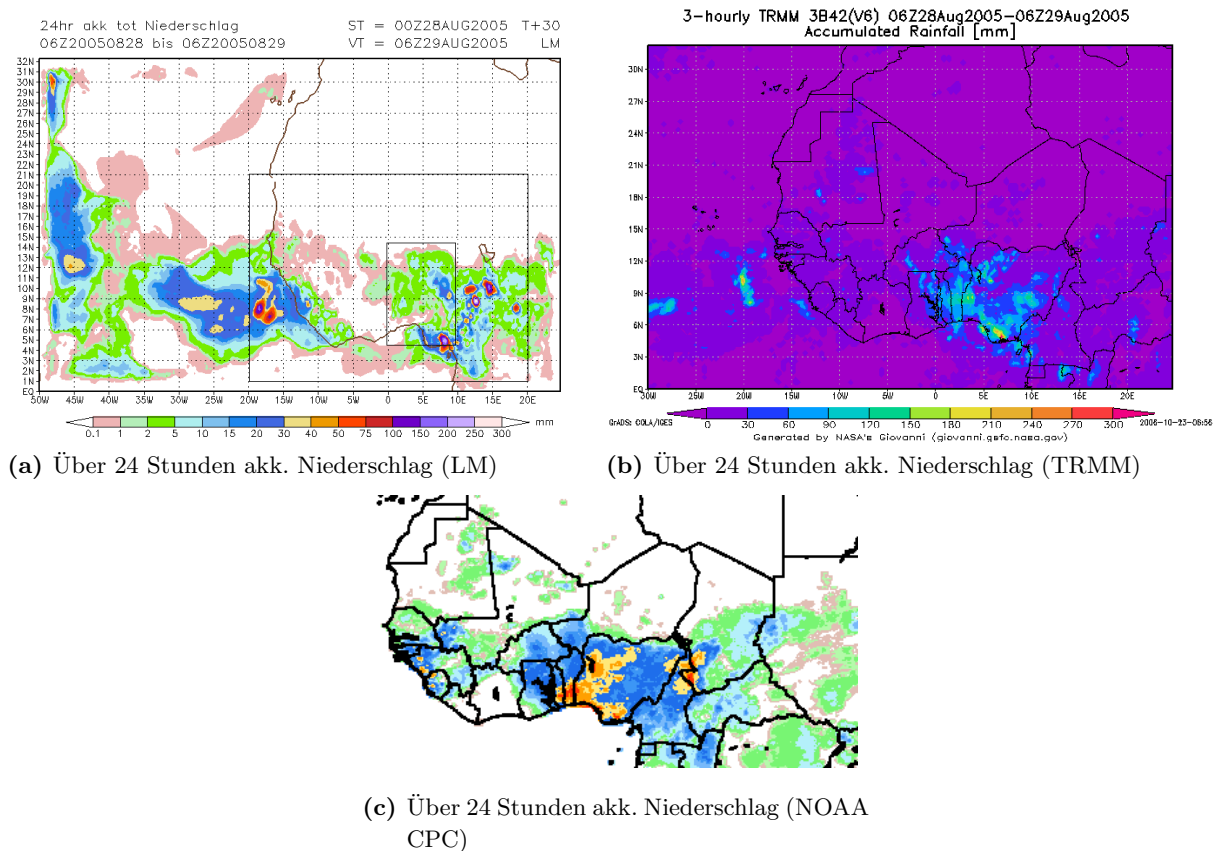 24hr akk tot Niederschlag
06Z20050828 bis 06Z20050829
ST = 00Z28AUG2005 T+30
VT = 06Z29AUG2005 LM
32N
31N
30N
29N
28N
27N
26N
25N
24N
23N
22N
21N
20N
19N
18N
17N
16N
15N
14N
13N
12N
11N
10N
9N
8N
7N
6N
5N
4N
3N
2N
1N
EQ
50W 45W 40W 35W 30W 25W 20W 15W 10W 5W 0 5E 10E 15E 20E
0.1 1 2 5 10 15 20 30 40 50 75 100 150 200 250 300 mm
(a) Über 24 Stunden akk. Niederschlag (LM)
3-hourly TRMM 3B42(V6) 06Z28Aug2005-06Z29Aug2005
Accumulated Rainfall [mm]
27N
24N
21N
18N
15N
12N
9N
6N
3N
EQ
30W 25W 20W 15W 10W 5W 0 5E 10E 15E 20E
GrADS: COLA/IGES
0 30 60 90 120 150 180 210 240 270 300
2006-10-23-08:56
Generated by NASA's Giovanni (giovanni.gsfc.nasa.gov)
(b) Über 24 Stunden akk. Niederschlag (TRMM)
(c) Über 24 Stunden akk. Niederschlag (NOAA
CPC)